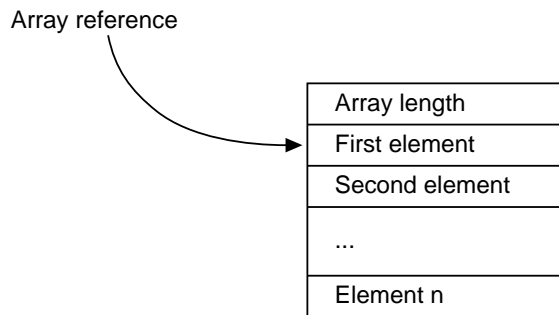 Array reference
Array length
First element
Second element
...
Element n